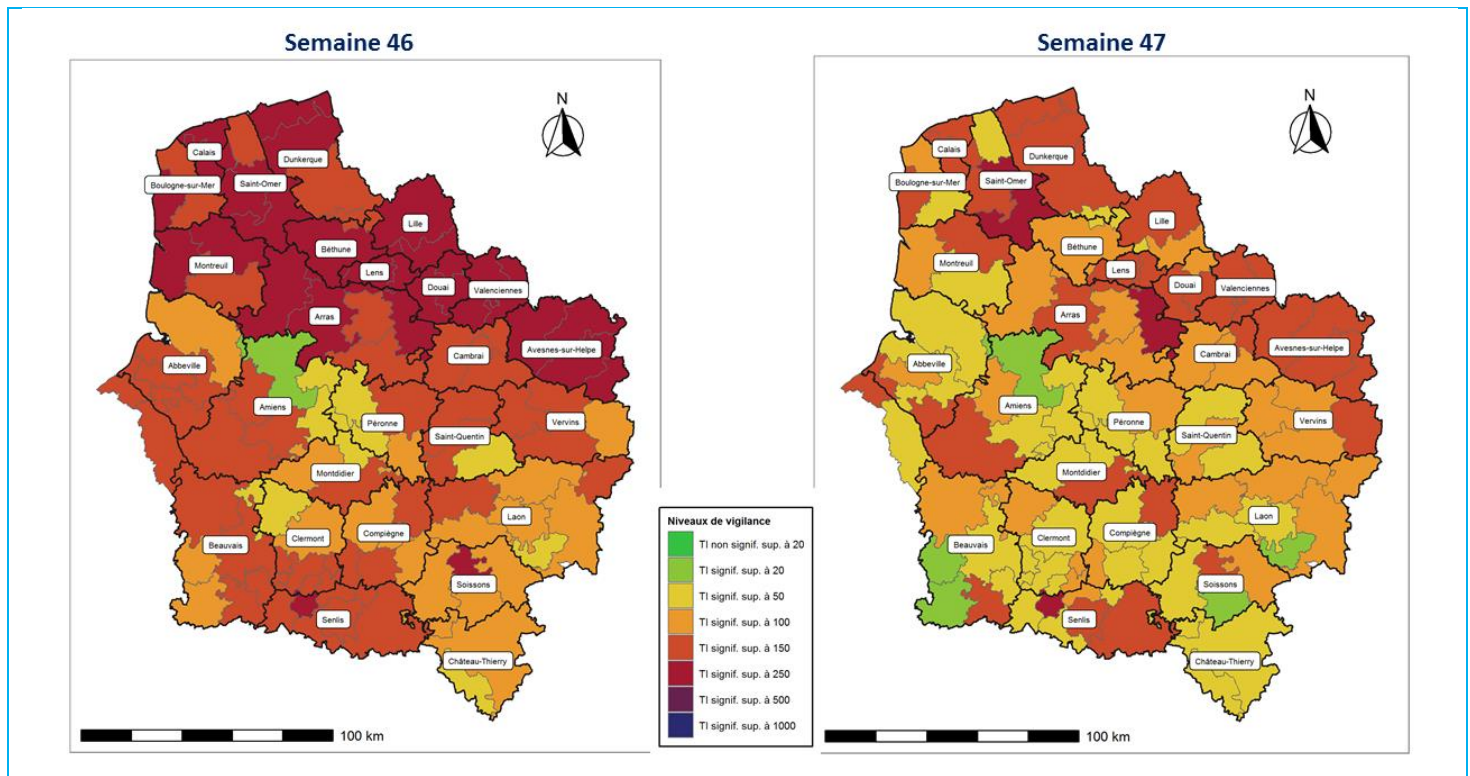 Semaine 46
N
Calais
Dunkerque
Boulogne-sur-Mer
Saint-Omer
Lille
Béthune
Montreuil
Lens
Douai
Valenciennes
Arras
Cambrai
Avesnes-sur-Helpe
Abbeville
Amiens
Péronne
Vervins
Saint-Quentin
Montdidier
Laon
Beauvais
Clermont
Compiègne
Soissons
Senlis
Château-Thierry
100 km
Niveaux de vigilance
TI non signif. sup. à 20
TI signif. sup. à 20
TI signif. sup. à 50
TI signif. sup. à 100
TI signif. sup. à 150
TI signif. sup. à 250
TI signif. sup. à 500
TI signif. sup. à 1000
Semaine 47
N
Calais
Dunkerque
Boulogne-sur-Mer
Saint-Omer
Lille
Béthune
Montreuil
Lens
Douai
Valenciennes
Arras
Cambrai
Avesnes-sur-Helpe
Abbeville
Amiens
Péronne
Vervins
Saint-Quentin
Montdidier
Laon
Beauvais
Clermont
Compiègne
Soissons
Senlis
Château-Thierry
100 km